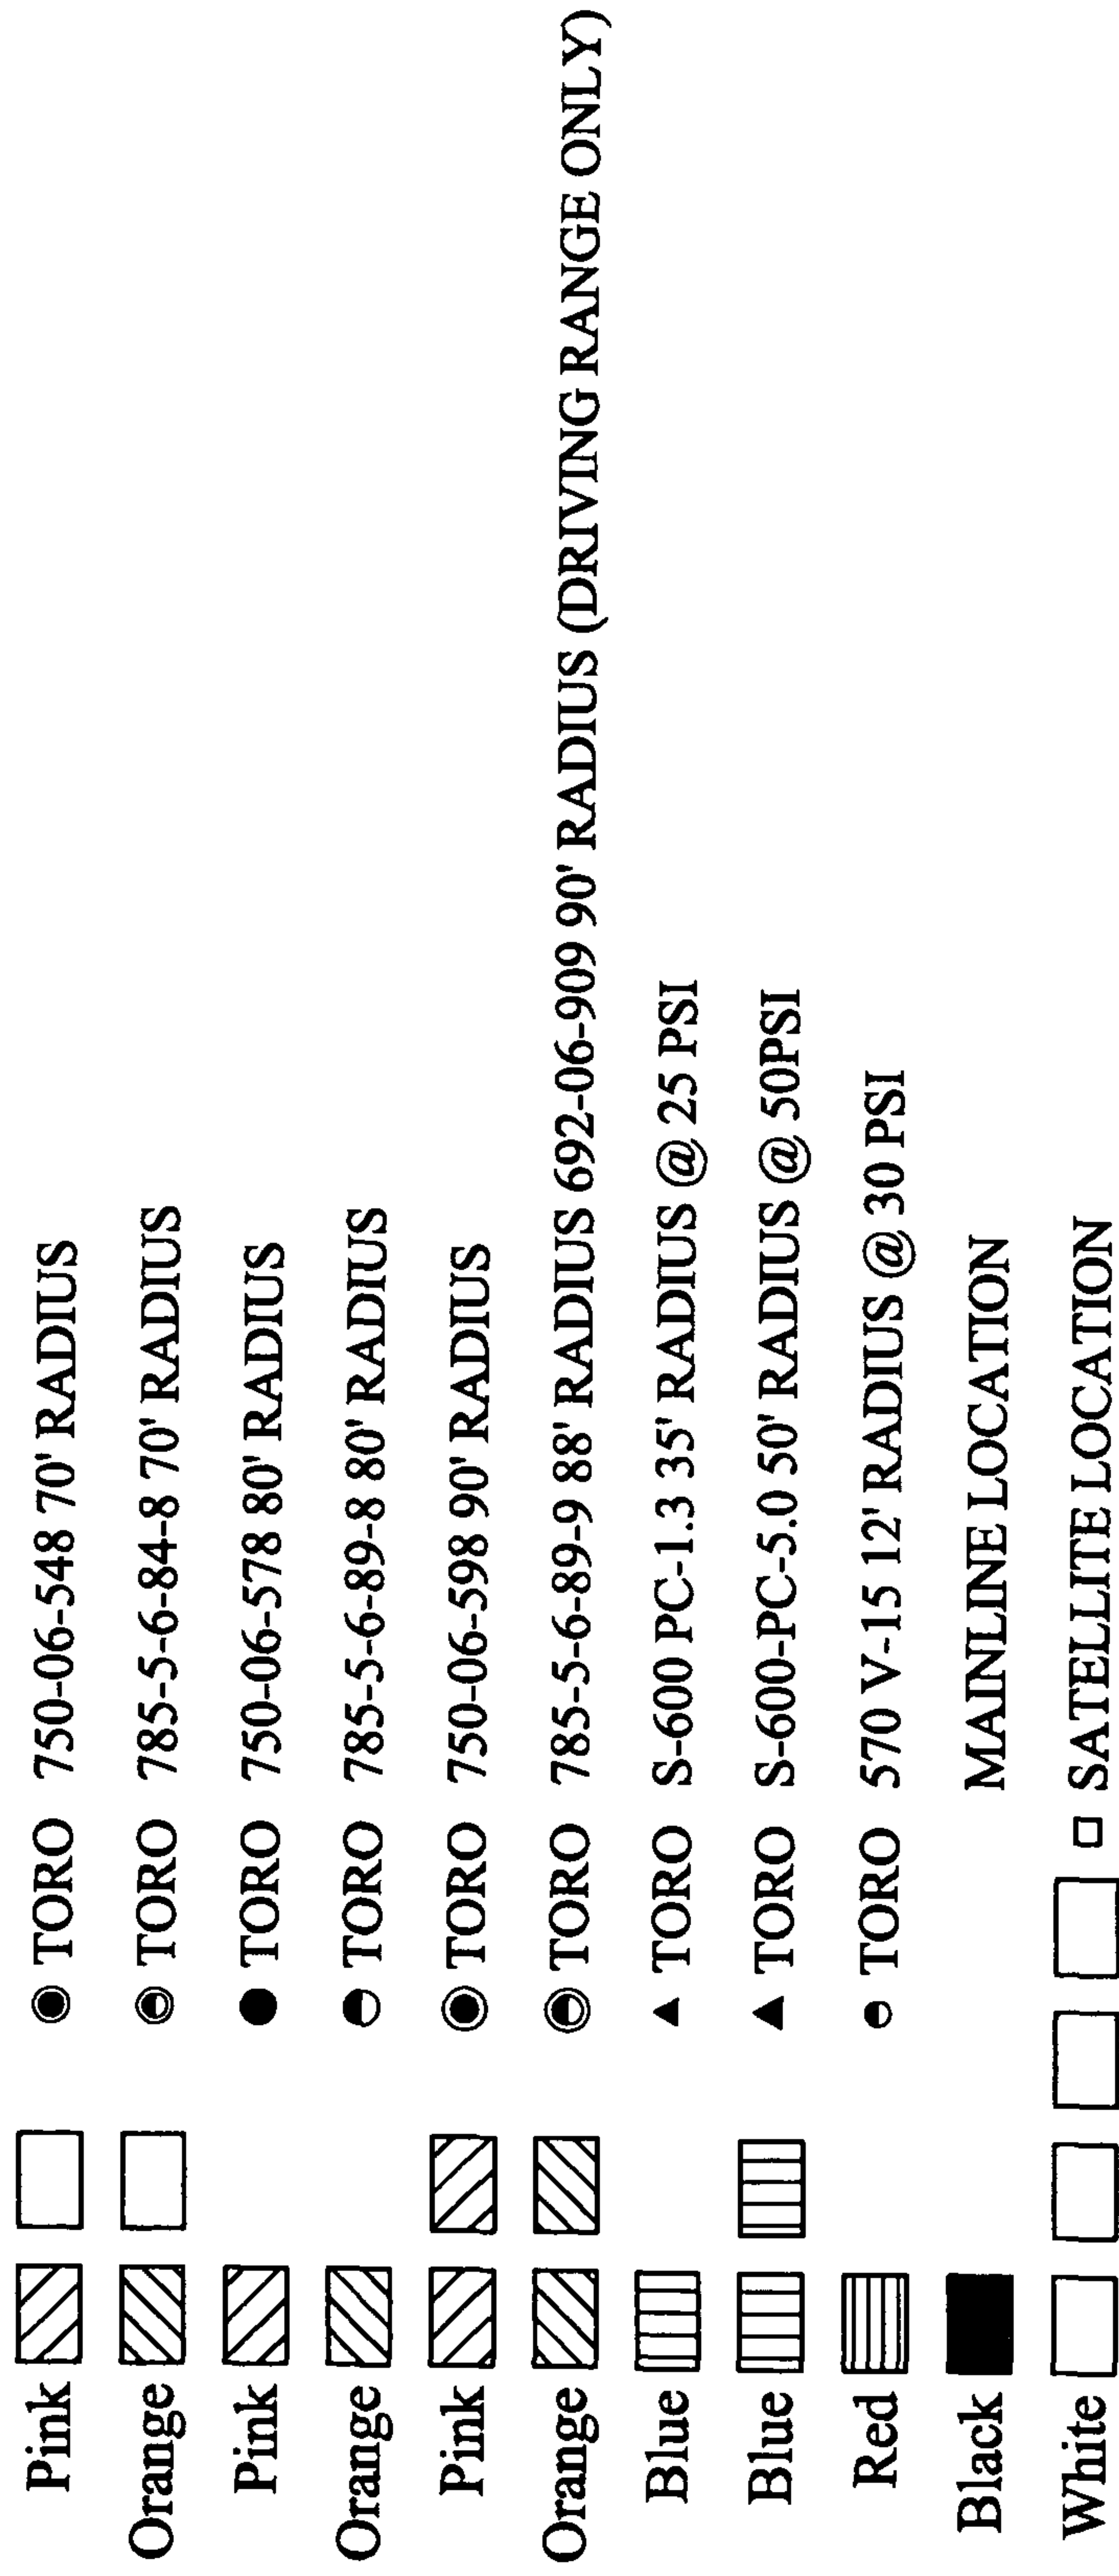 Pink TORO 750-06-548 70' RADIUS
Orange TORO 785-5-6-84-8 70' RADIUS
Pink TORO 750-06-578 80' RADIUS
Orange TORO 785-5-6-89-8 80' RADIUS
Pink TORO 750-06-598 90' RADIUS
Orange TORO 785-5-6-89-9 88' RADIUS 692-06-909 90' RADIUS (DRIVING RANGE ONLY)
Blue TORO S-600 PC-1.3 35' RADIUS @ 25 PSI
Blue TORO S-600-PC-5.0 50' RADIUS @ 50PSI
Red TORO 570 V-15 12' RADIUS @ 30 PSI
Black MAINLINE LOCATION
White SATELLITE LOCATION